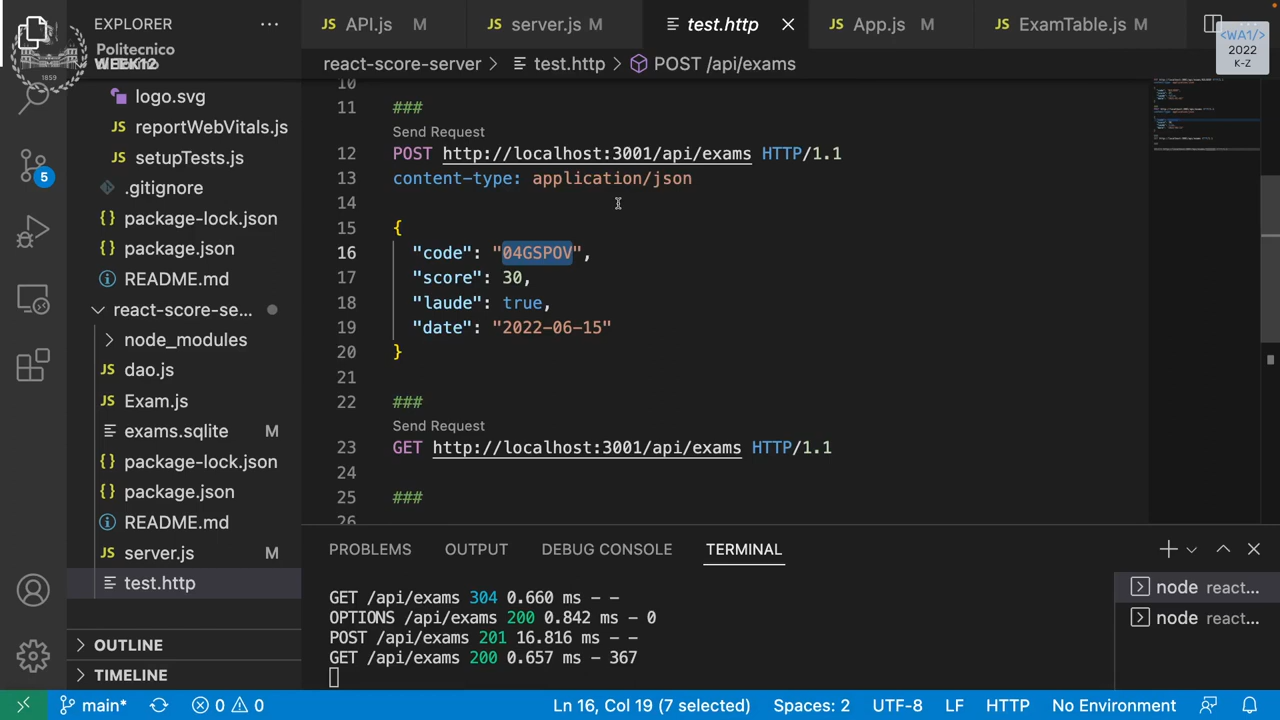 EXPLORER
Politecnico
WEEK12
1859
logo.svg
JS reportWebVitals.js
JS setupTests.js
.gitignore
{} package-lock.json
{} package.json
README.md
react-score-se...
node_modules
JS dao.js
JS Exam.js
exams.sqlite M
{} package-lock.json
{} package.json
README.md
JS server.js M
test.http
OUTLINE
TIMELINE
5
JS API.js M
JS server.js M
test.http
JS App.js M
JS ExamTable.js M
<WA1/>
2022
K-Z
react-score-server > test.http > POST /api/exams
10
11 ###
Send Request
12 POST http://localhost:3001/api/exams HTTP/1.1
13 content-type: application/json
14
15 {
16 "code": "04GSPOV",
17 "score": 30,
18 "laude": true,
19 "date": "2022-06-15"
20 }
21
22 ###
Send Request
23 GET http://localhost:3001/api/exams HTTP/1.1
24
25 ###
26
PROBLEMS OUTPUT DEBUG CONSOLE TERMINAL
GET /api/exams 304 0.660 ms - -
OPTIONS /api/exams 200 0.842 ms - 0
POST /api/exams 201 16.816 ms - -
GET /api/exams 200 0.657 ms - 367
node react...
node react...
main* 0 0 Ln 16, Col 19 (7 selected) Spaces: 2 UTF-8 LF HTTP No Environment